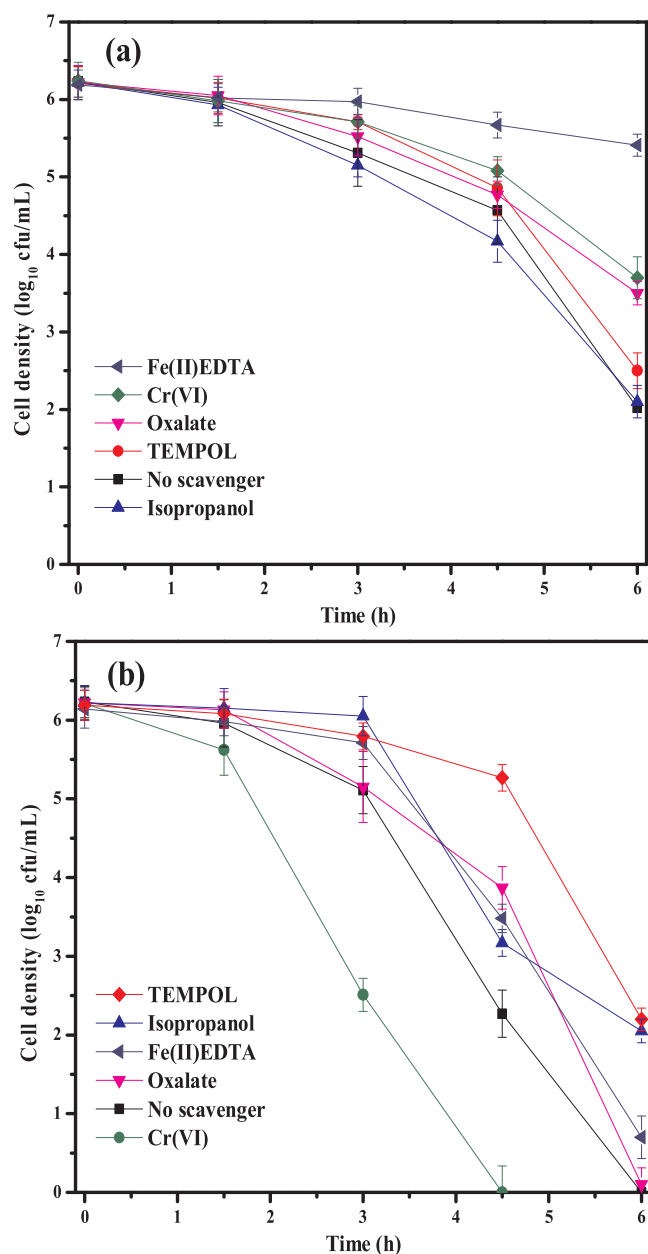 (a)
7
6
5
4
3
2
1
0
Cell density (log10 cfu/mL)
Fe(II)EDTA
Cr(VI)
Oxalate
TEMPOL
No scavenger
Isopropanol
0 1 2 3 4 5 6
Time (h)
(b)
7
6
5
4
3
2
1
0
Cell density (log10 cfu/mL)
TEMPOL
Isopropanol
Fe(II)EDTA
Oxalate
No scavenger
Cr(VI)
0 1 2 3 4 5 6
Time (h)